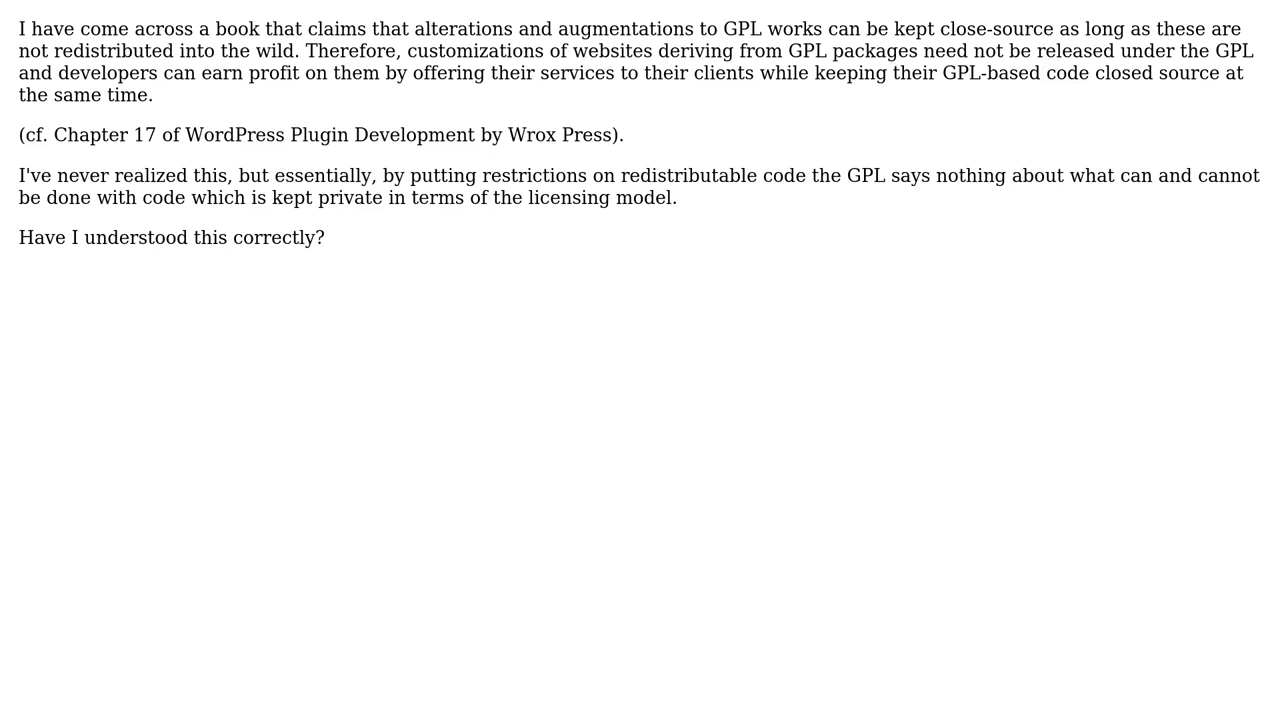 I have come across a book that claims that alterations and augmentations to GPL works can be kept close-source as long as these are
not redistributed into the wild. Therefore, customizations of websites deriving from GPL packages need not be released under the GPL
and developers can earn profit on them by offering their services to their clients while keeping their GPL-based code closed source at
the same time.
(cf. Chapter 17 of WordPress Plugin Development by Wrox Press).
I've never realized this, but essentially, by putting restrictions on redistributable code the GPL says nothing about what can and cannot
be done with code which is kept private in terms of the licensing model.
Have I understood this correctly?